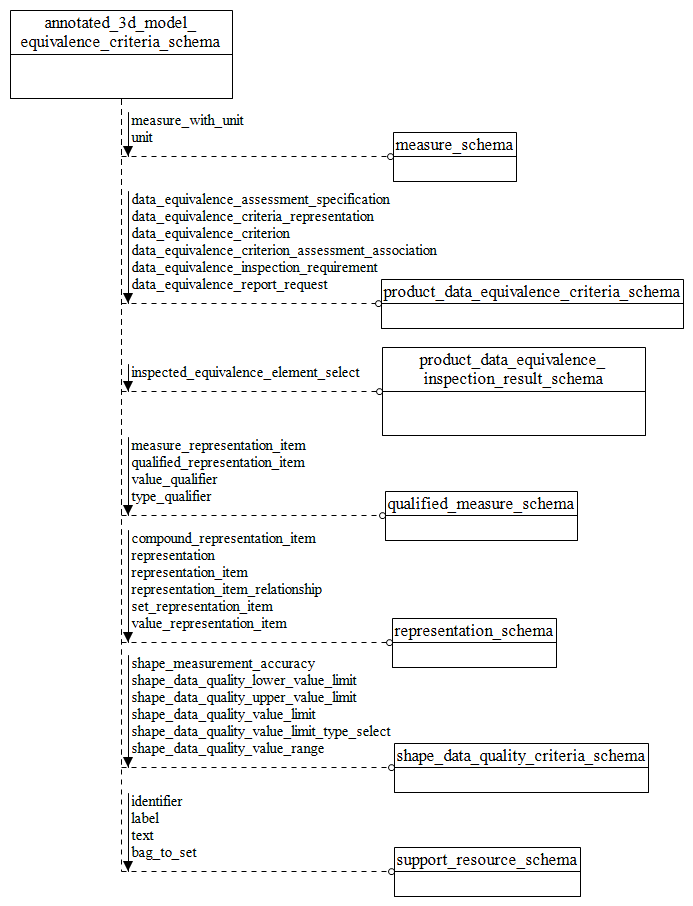 annotated_3d_model_
equivalence_criteria_schema
measure_with_unit
unit
measure_schema
data_equivalence_assessment_specification
data_equivalence_criteria_representation
data_equivalence_criterion
data_equivalence_criterion_assessment_association
data_equivalence_inspection_requirement
data_equivalence_report_request
product_data_equivalence_criteria_schema
inspected_equivalence_element_select
product_data_equivalence_
inspection_result_schema
measure_representation_item
qualified_representation_item
value_qualifier
type_qualifier
qualified_measure_schema
compound_representation_item
representation
representation_item
representation_item_relationship
set_representation_item
value_representation_item
representation_schema
shape_measurement_accuracy
shape_data_quality_lower_value_limit
shape_data_quality_upper_value_limit
shape_data_quality_value_limit
shape_data_quality_value_limit_type_select
shape_data_quality_value_range
shape_data_quality_criteria_schema
identifier
label
text
bag_to_set
support_resource_schema